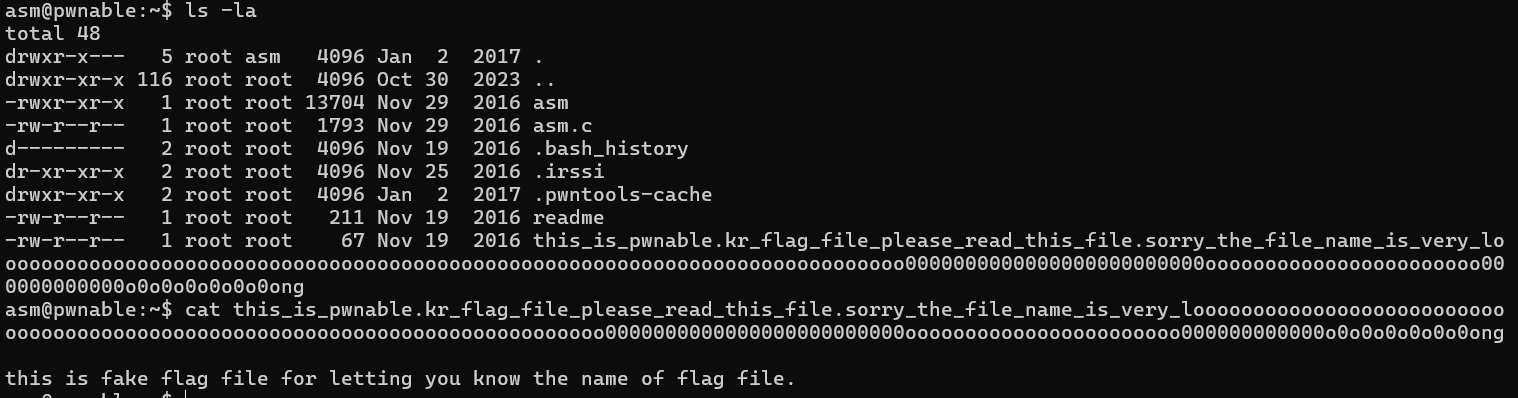 asm@pwnable:~$ ls -la
total 48
drwxr-x---   5 root asm   4096 Jan  2  2017 .
drwxr-xr-x 116 root root  4096 Oct 30  2023 ..
-rwxr-xr-x   1 root root 13704 Nov 29  2016 asm
-rw-r--r--   1 root root  1793 Nov 29  2016 asm.c
d---------   2 root root  4096 Nov 19  2016 .bash_history
dr-xr-xr-x   2 root root  4096 Nov 25  2016 .irssi
drwxr-xr-x   2 root root  4096 Jan  2  2017 .pwntools-cache
-rw-r--r--   1 root root   211 Nov 19  2016 readme
-rw-r--r--   1 root root    67 Nov 19  2016 this_is_pwnable.kr_flag_file_please_read_this_file.sorry_the_file_name_is_very_lo
ooooooooooooooooooooooooooooooooooooooooooooooooooooooooooooooooooooooooooo0000000000000000000000000ooooooooooooooooooooooo00
0000000000o0o0o0o0o0o0ong
asm@pwnable:~$ cat this_is_pwnable.kr_flag_file_please_read_this_file.sorry_the_file_name_is_very_loooooooooooooooooooooooooo
oooooooooooooooooooooooooooooooooooooooooooooooooo0000000000000000000000000ooooooooooooooooooooooo000000000000o0o0o0o0o0o0ong
this is fake flag file for letting you know the name of flag file.